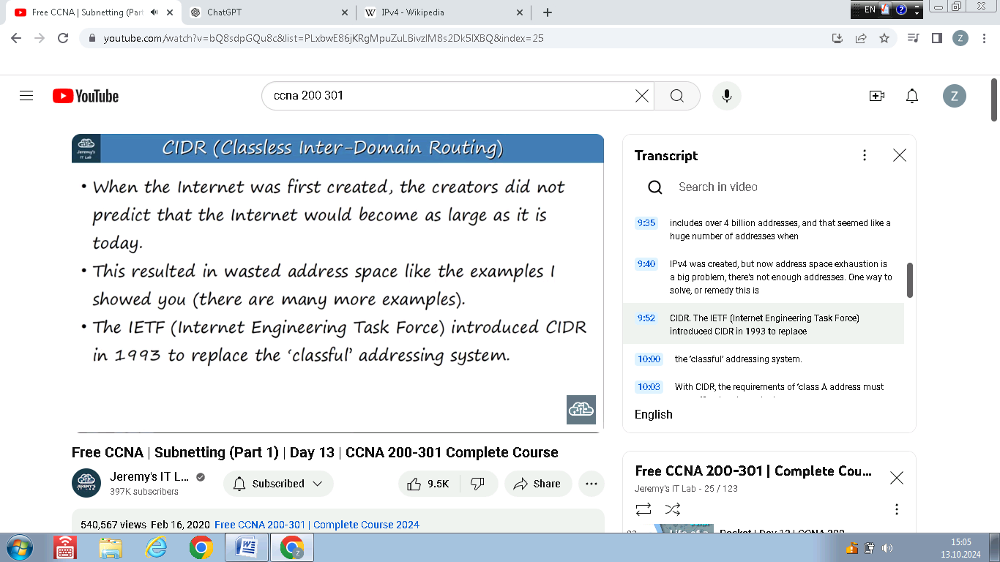 Free CCNA | Subnetting (Part
ChatGPT
IPv4 - Wikipedia
EN
youtube.com/watch?v=bQ8sdpGQu8c&list=PLxbwE86jKRgMpuZuLBivzlM8s2Dk5lXBQ&index=25
Z
YouTube
ccna 200 301
Z
Jeremy's
IT Lab
CIDR (Classless Inter-Domain Routing)
• When the Internet was first created, the creators did not
predict that the Internet would become as large as it is
today.
• This resulted in wasted address space like the examples I
showed you (there are many more examples).
• The IETF (Internet Engineering Task Force) introduced CIDR
in 1993 to replace the 'classful' addressing system.
Transcript
Search in video
9:35 includes over 4 billion addresses, and that seemed like a
huge number of addresses when
9:40 IPv4 was created, but now address space exhaustion is
a big problem, there's not enough addresses. One way to
solve, or remedy this is
9:52 CIDR. The IETF (Internet Engineering Task Force)
introduced CIDR in 1993 to replace
10:00 the 'classful' addressing system.
10:03 With CIDR, the requirements of 'class A address must
English
Free CCNA | Subnetting (Part 1) | Day 13 | CCNA 200-301 Complete Course
JEREMY'S
IT LAB
Jeremy's IT L...
397K subscribers
Subscribed
9.5K
Share
540,567 views Feb 16, 2020 Free CCNA 200-301 | Complete Course 2024
Free CCNA 200-301 | Complete Cou...
Jeremy's IT Lab - 25 / 123
Life of a
Packet | Day 12 | CCNA 200
Z
15:05
13.10.2024